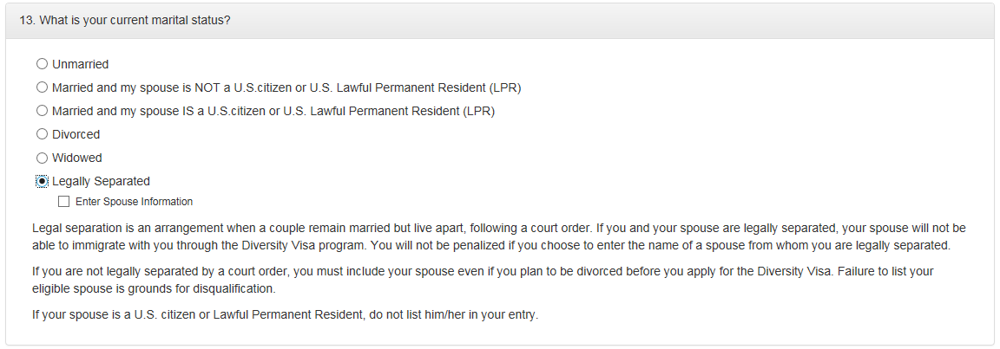 13. What is your current marital status?
Unmarried
Married and my spouse is NOT a U.S.citizen or U.S. Lawful Permanent Resident (LPR)
Married and my spouse IS a U.S.citizen or U.S. Lawful Permanent Resident (LPR)
Divorced
Widowed
Legally Separated
Enter Spouse Information
Legal separation is an arrangement when a couple remain married but live apart, following a court order. If you and your spouse are legally separated, your spouse will not be
able to immigrate with you through the Diversity Visa program. You will not be penalized if you choose to enter the name of a spouse from whom you are legally separated.
If you are not legally separated by a court order, you must include your spouse even if you plan to be divorced before you apply for the Diversity Visa. Failure to list your
eligible spouse is grounds for disqualification.
If your spouse is a U.S. citizen or Lawful Permanent Resident, do not list him/her in your entry.